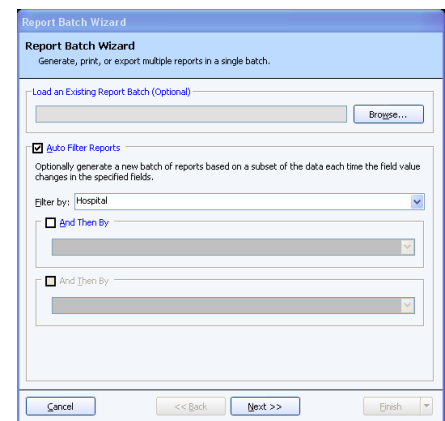 Report Batch Wizard
Report Batch Wizard
Generate, print, or export multiple reports in a single batch.
Load an Existing Report Batch (Optional)
Browse...
Auto Filter Reports
Optionally generate a new batch of reports based on a subset of the data each time the field value
changes in the specified fields.
Filter by: Hospital
And Then By
And Then By
Cancel << Back Next >> Finish